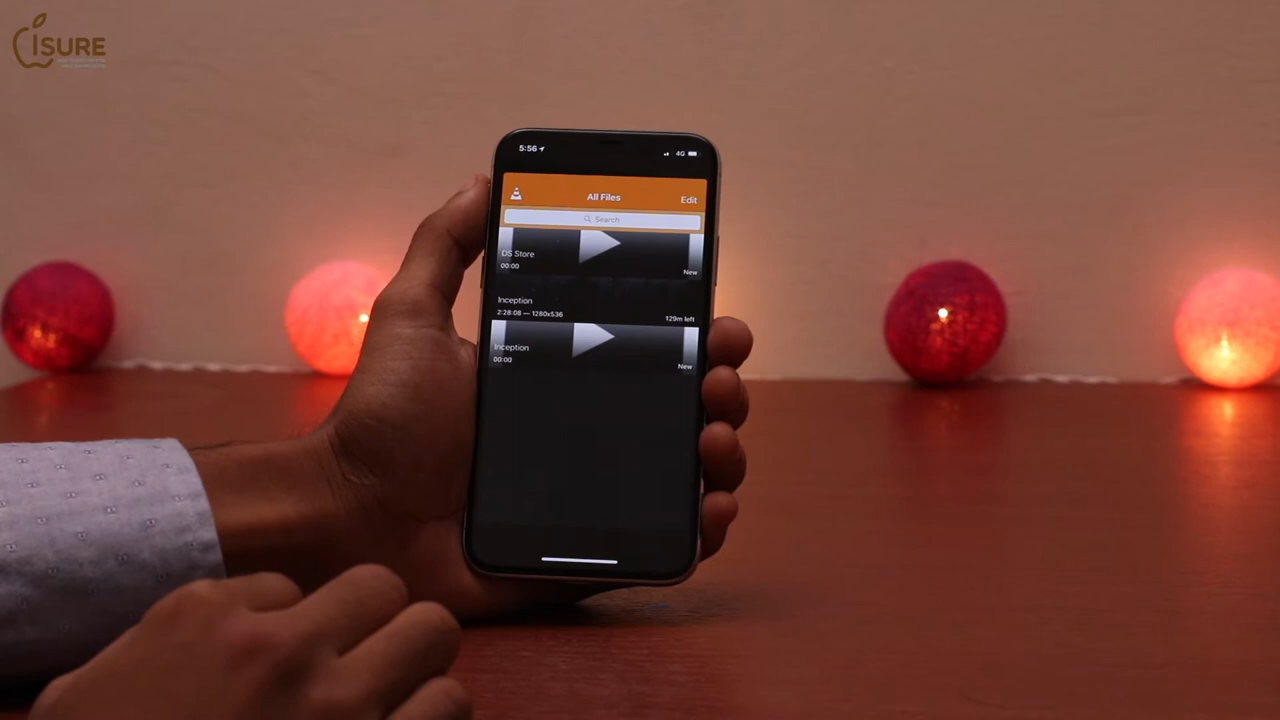 ISURE
5:56
4G
All Files
Edit
Search
DS Store
00:00
New
Inception
2:28:08 — 1280x536
129m left
Inception
00:00
New